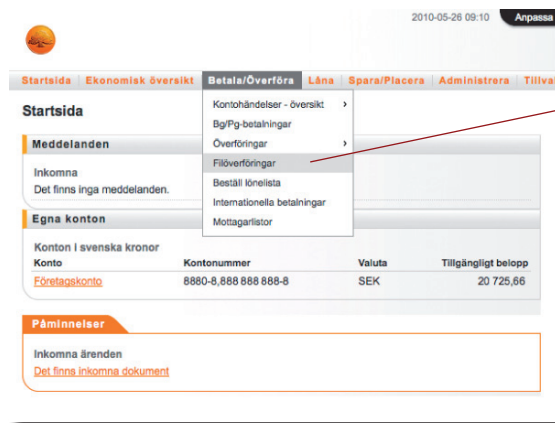 2010-05-26 09:10 Anpassa
Startsida Ekonomisk översikt Betala/Överföra Låna Spara/Placera Administrera Tillval
Startsida
Kontohändelser - översikt ›
Bg/Pg-betalningar
Överföringar ›
Filöverföringar
Beställ lönelista
Internationella betalningar
Mottagarlistor
Meddelanden
Inkomna
Det finns inga meddelanden.
Egna konton
Konton i svenska kronor
Konto Kontonummer Valuta Tillgängligt belopp
Företagskonto 8880-8,888 888 888-8 SEK 20 725,66
Påminnelser
Inkomna ärenden
Det finns inkomna dokument